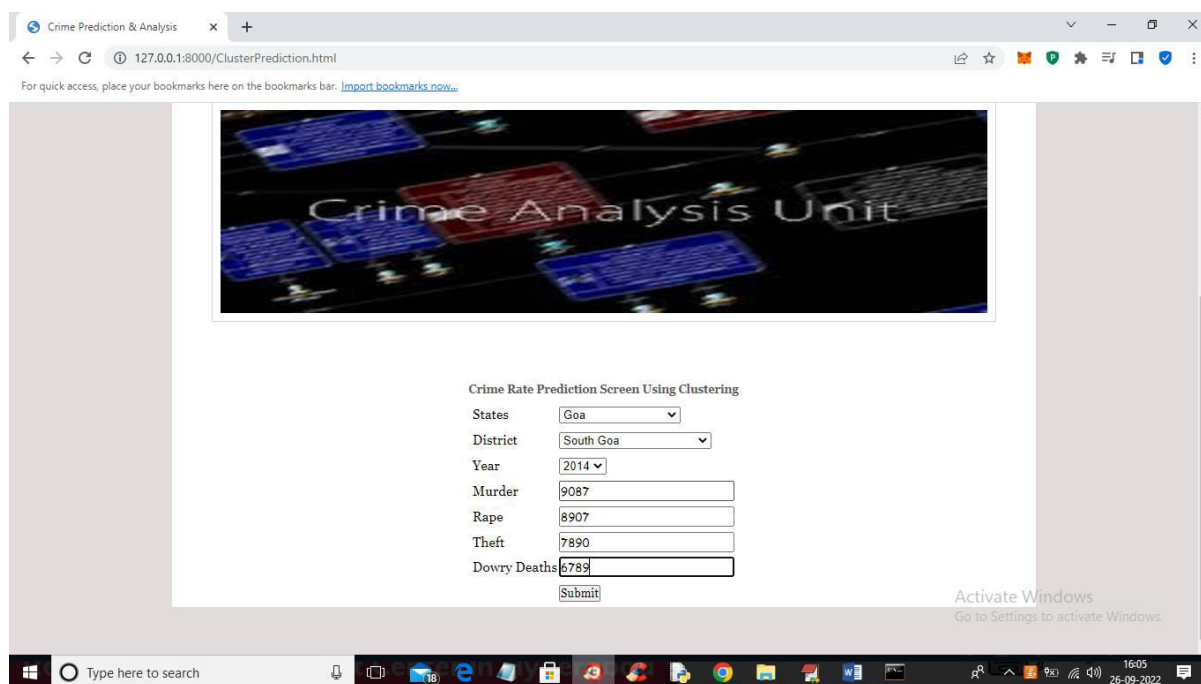 Crime Prediction & Analysis
127.0.0.1:8000/ClusterPrediction.html
For quick access, place your bookmarks here on the bookmarks bar. Import bookmarks now...
Crime Analysis Unit
Crime Rate Prediction Screen Using Clustering
States Goa
District South Goa
Year 2014
Murder 9087
Rape 8907
Theft 7890
Dowry Deaths 6789
Submit
Activate Windows
Go to Settings to activate Windows.
Type here to search
18
16:05
26-09-2022